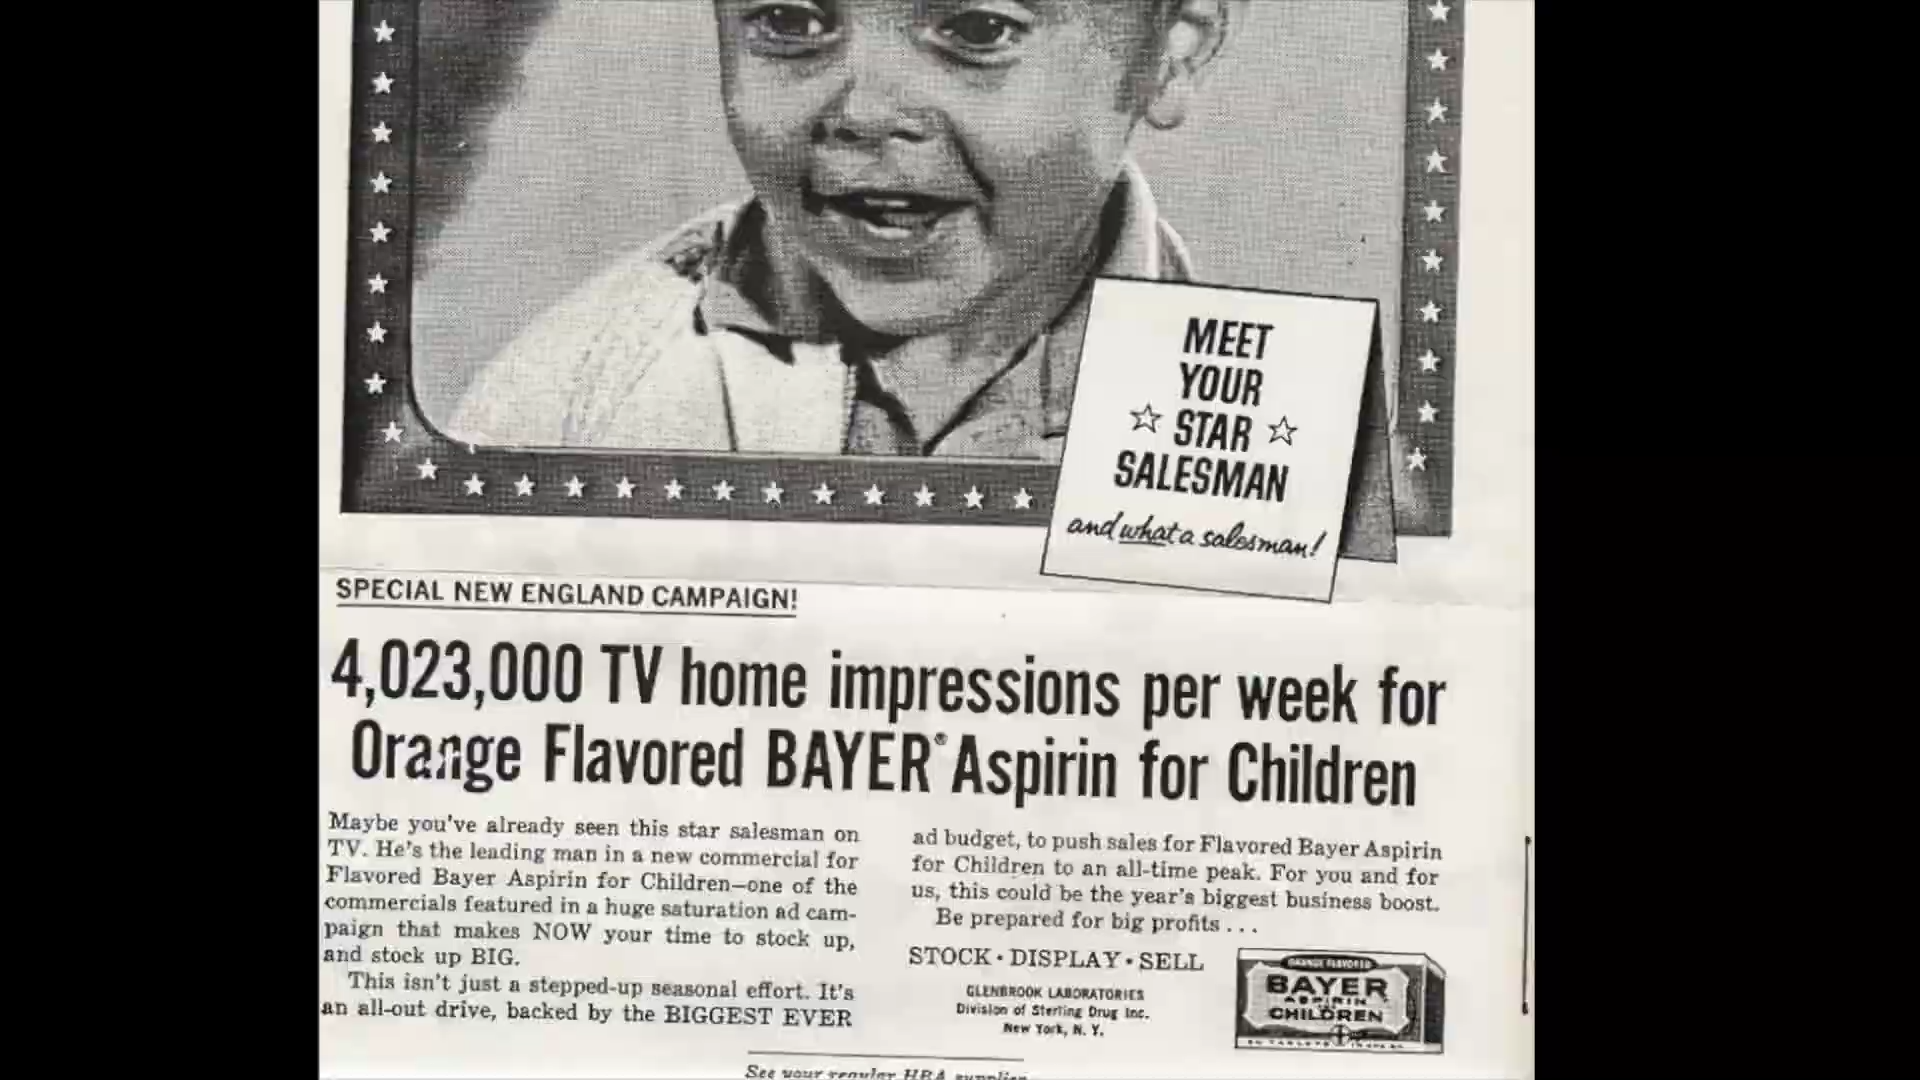 MEET
YOUR
STAR
SALESMAN
and what a salesman!
SPECIAL NEW ENGLAND CAMPAIGN!
4,023,000 TV home impressions per week for
Orange Flavored BAYER® Aspirin for Children
Maybe you've already seen this star salesman on
TV. He's the leading man in a new commercial for
Flavored Bayer Aspirin for Children—one of the
commercials featured in a huge saturation ad cam-
paign that makes NOW your time to stock up,
and stock up BIG.
This isn't just a stepped-up seasonal effort. It's
an all-out drive, backed by the BIGGEST EVER
ad budget, to push sales for Flavored Bayer Aspirin
for Children to an all-time peak. For you and for
us, this could be the year's biggest business boost.
Be prepared for big profits . . .
STOCK • DISPLAY • SELL
GLENBROOK LABORATORIES
Division of Sterling Drug Inc.
New York, N. Y.
ORANGE FLAVORED
BAYER
ASPIRIN
CHILDREN
See your regular HBA supplier